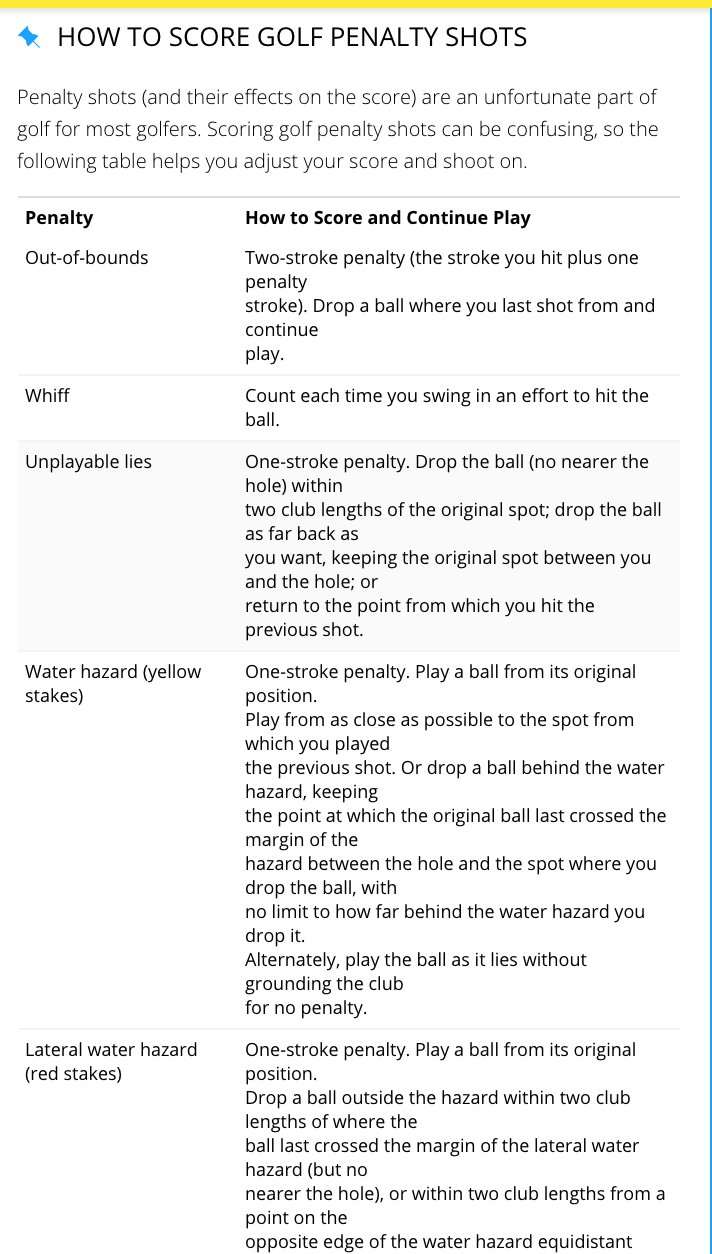 HOW TO SCORE GOLF PENALTY SHOTS
Penalty shots (and their effects on the score) are an unfortunate part of
golf for most golfers. Scoring golf penalty shots can be confusing, so the
following table helps you adjust your score and shoot on.
Penalty How to Score and Continue Play
Out-of-bounds Two-stroke penalty (the stroke you hit plus one
penalty
stroke). Drop a ball where you last shot from and
continue
play.
Whiff Count each time you swing in an effort to hit the
ball.
Unplayable lies One-stroke penalty. Drop the ball (no nearer the
hole) within
two club lengths of the original spot; drop the ball
as far back as
you want, keeping the original spot between you
and the hole; or
return to the point from which you hit the
previous shot.
Water hazard (yellow One-stroke penalty. Play a ball from its original
stakes) position.
Play from as close as possible to the spot from
which you played
the previous shot. Or drop a ball behind the water
hazard, keeping
the point at which the original ball last crossed the
margin of the
hazard between the hole and the spot where you
drop the ball, with
no limit to how far behind the water hazard you
drop it.
Alternately, play the ball as it lies without
grounding the club
for no penalty.
Lateral water hazard One-stroke penalty. Play a ball from its original
(red stakes) position.
Drop a ball outside the hazard within two club
lengths of where the
ball last crossed the margin of the lateral water
hazard (but no
nearer the hole), or within two club lengths from a
point on the
opposite edge of the water hazard equidistant